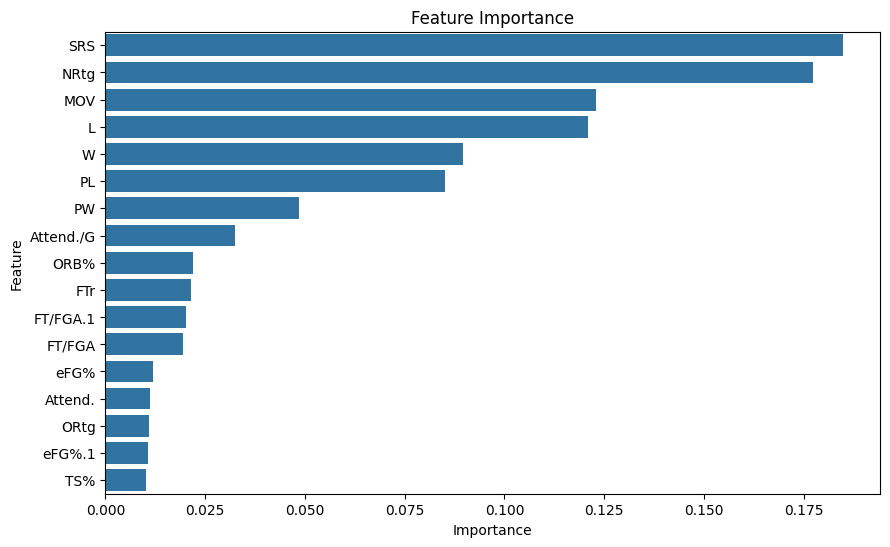 Feature Importance
SRS
NRtg
MOV
L
W
PL
PW
Attend./G
ORB%
FTr
FT/FGA.1
FT/FGA
eFG%
Attend.
ORtg
eFG%.1
TS%
Feature
0.000 0.025 0.050 0.075 0.100 0.125 0.150 0.175
Importance